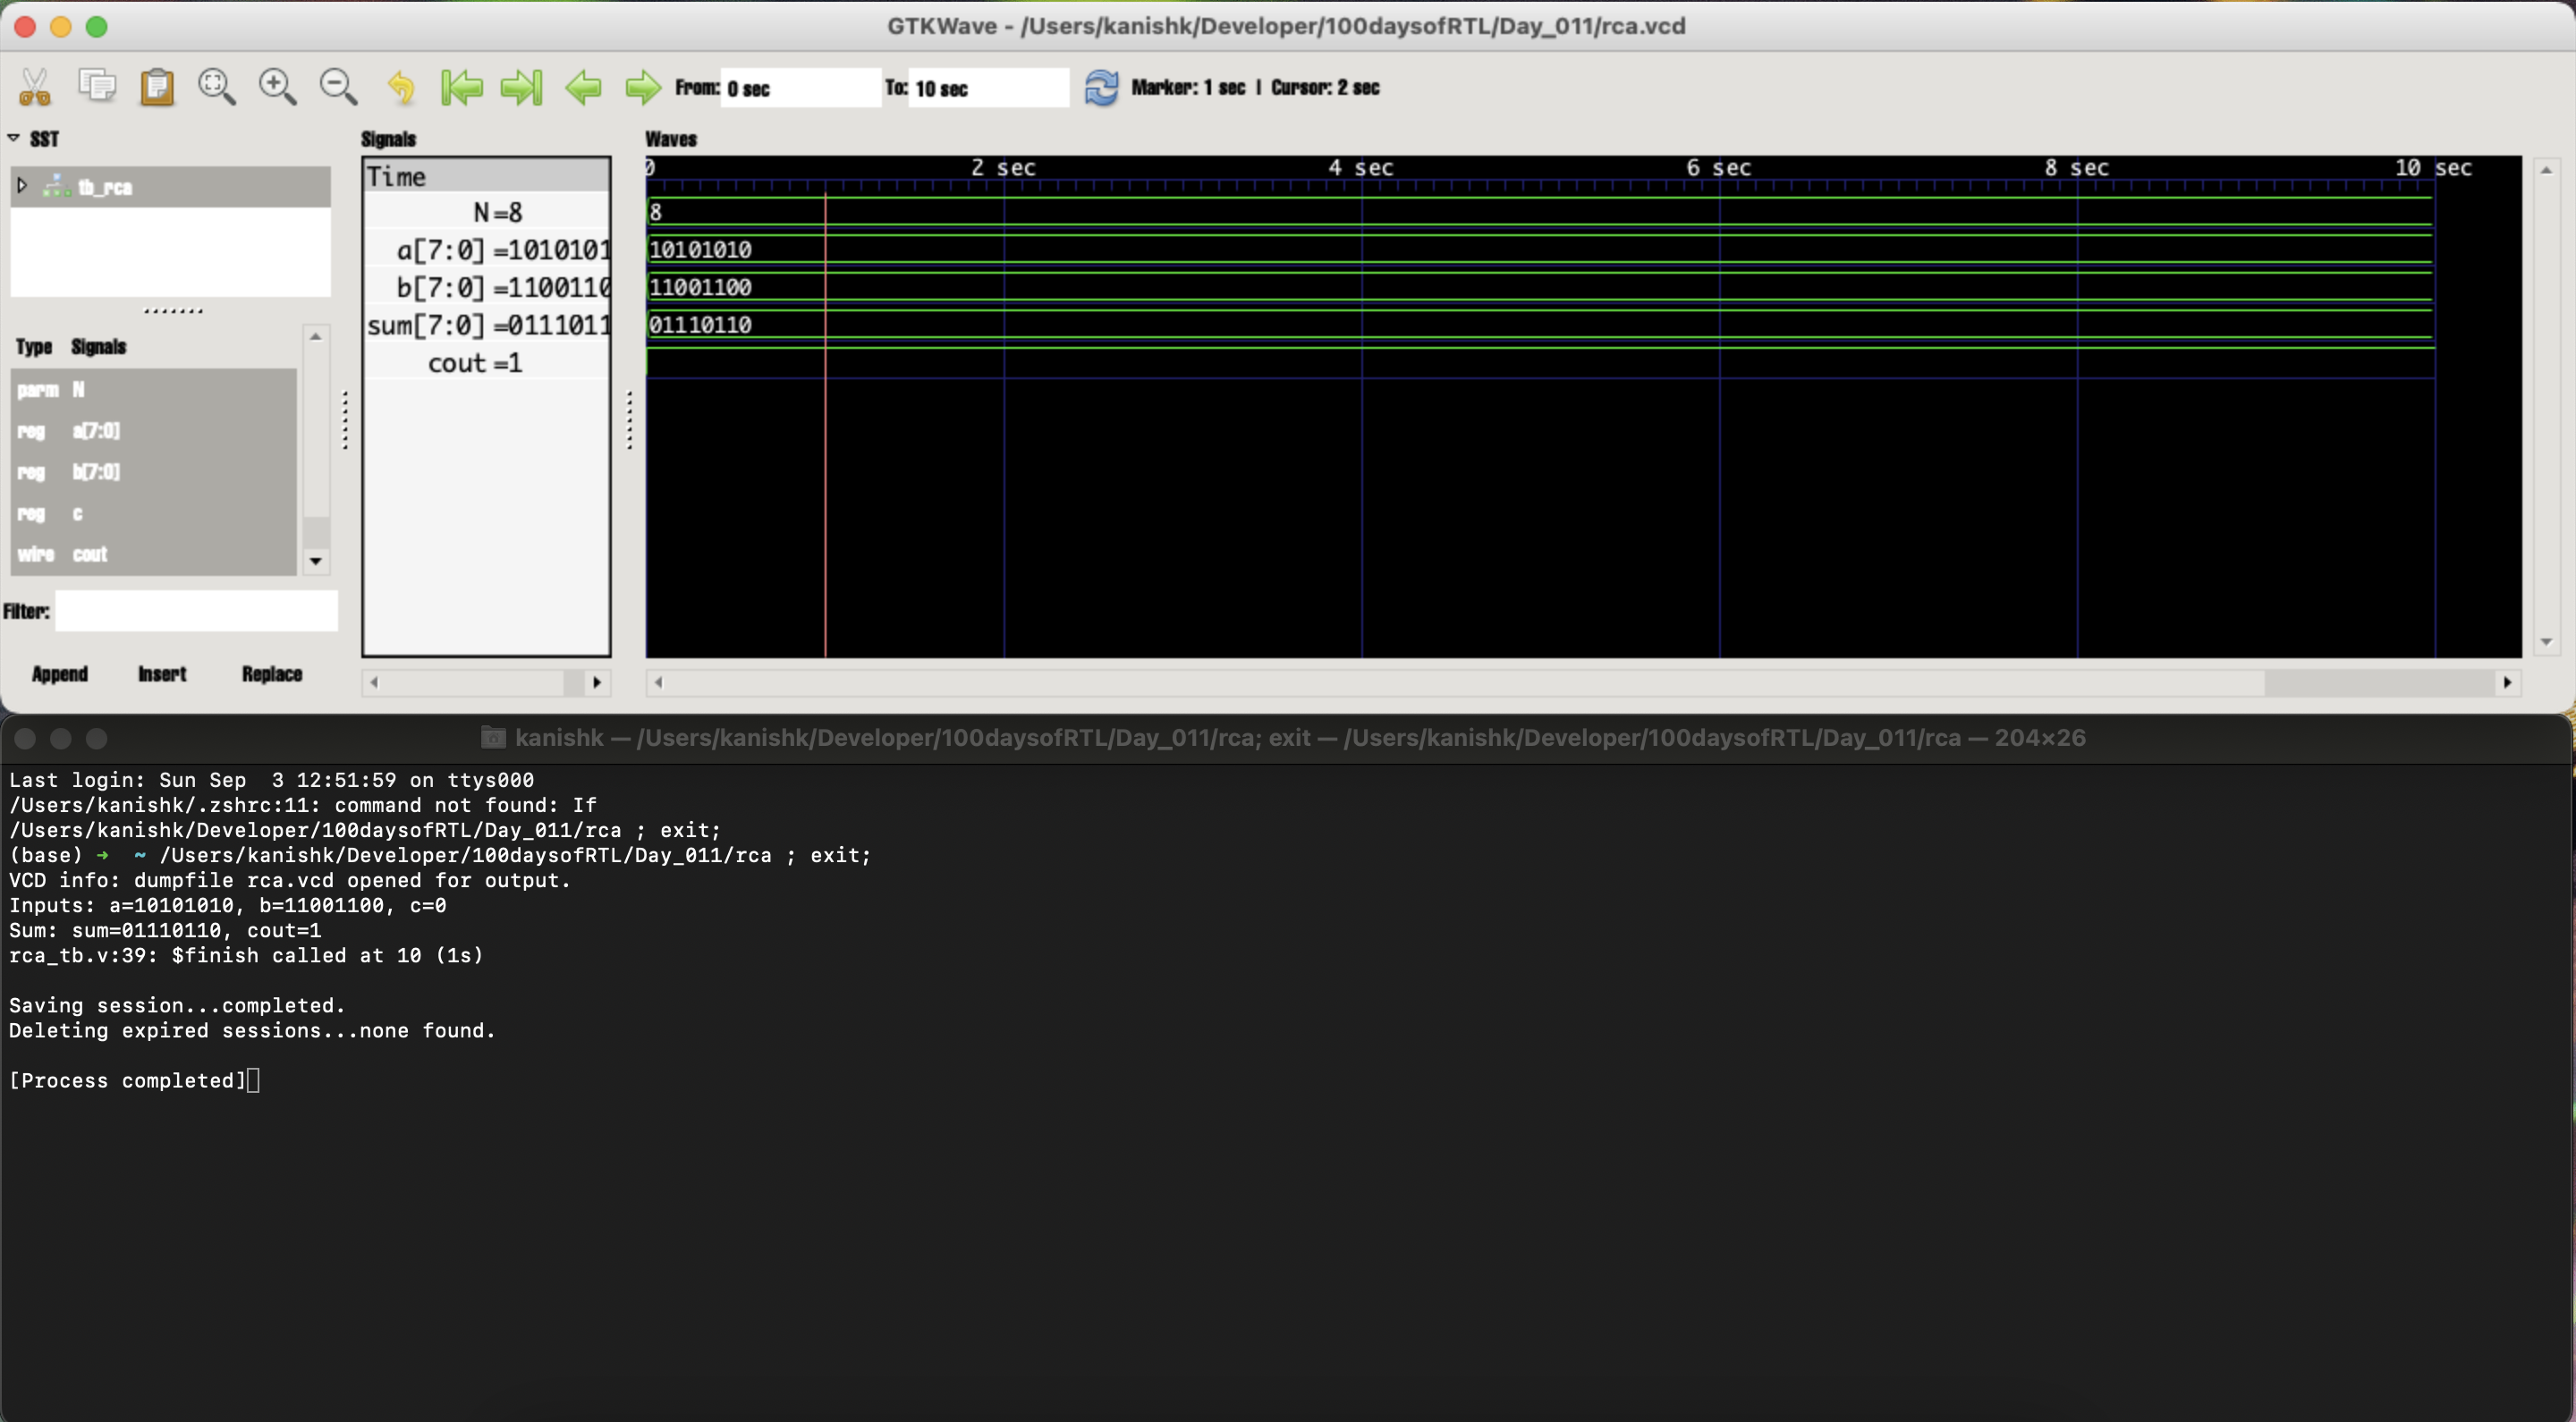 GTKWave - /Users/kanishk/Developer/100daysofRTL/Day_011/rca.vcd
From: 0 sec To: 10 sec Marker: 1 sec | Cursor: 2 sec
SST
tb_rca
Type Signals
parm N
reg a[7:0]
reg b[7:0]
reg c
wire cout
Filter:
Append Insert Replace
Signals
Time
N =8
a[7:0] =1010101
b[7:0] =1100110
sum[7:0] =0111011
cout =1
Waves
0 2 sec 4 sec 6 sec 8 sec 10 sec
8
10101010
11001100
01110110
kanishk — /Users/kanishk/Developer/100daysofRTL/Day_011/rca; exit — /Users/kanishk/Developer/100daysofRTL/Day_011/rca — 204×26
Last login: Sun Sep  3 12:51:59 on ttys000
/Users/kanishk/.zshrc:11: command not found: If
/Users/kanishk/Developer/100daysofRTL/Day_011/rca ; exit;
(base) ➜  ~ /Users/kanishk/Developer/100daysofRTL/Day_011/rca ; exit;
VCD info: dumpfile rca.vcd opened for output.
Inputs: a=10101010, b=11001100, c=0
Sum: sum=01110110, cout=1
rca_tb.v:39: $finish called at 10 (1s)
Saving session...completed.
Deleting expired sessions...none found.
[Process completed]